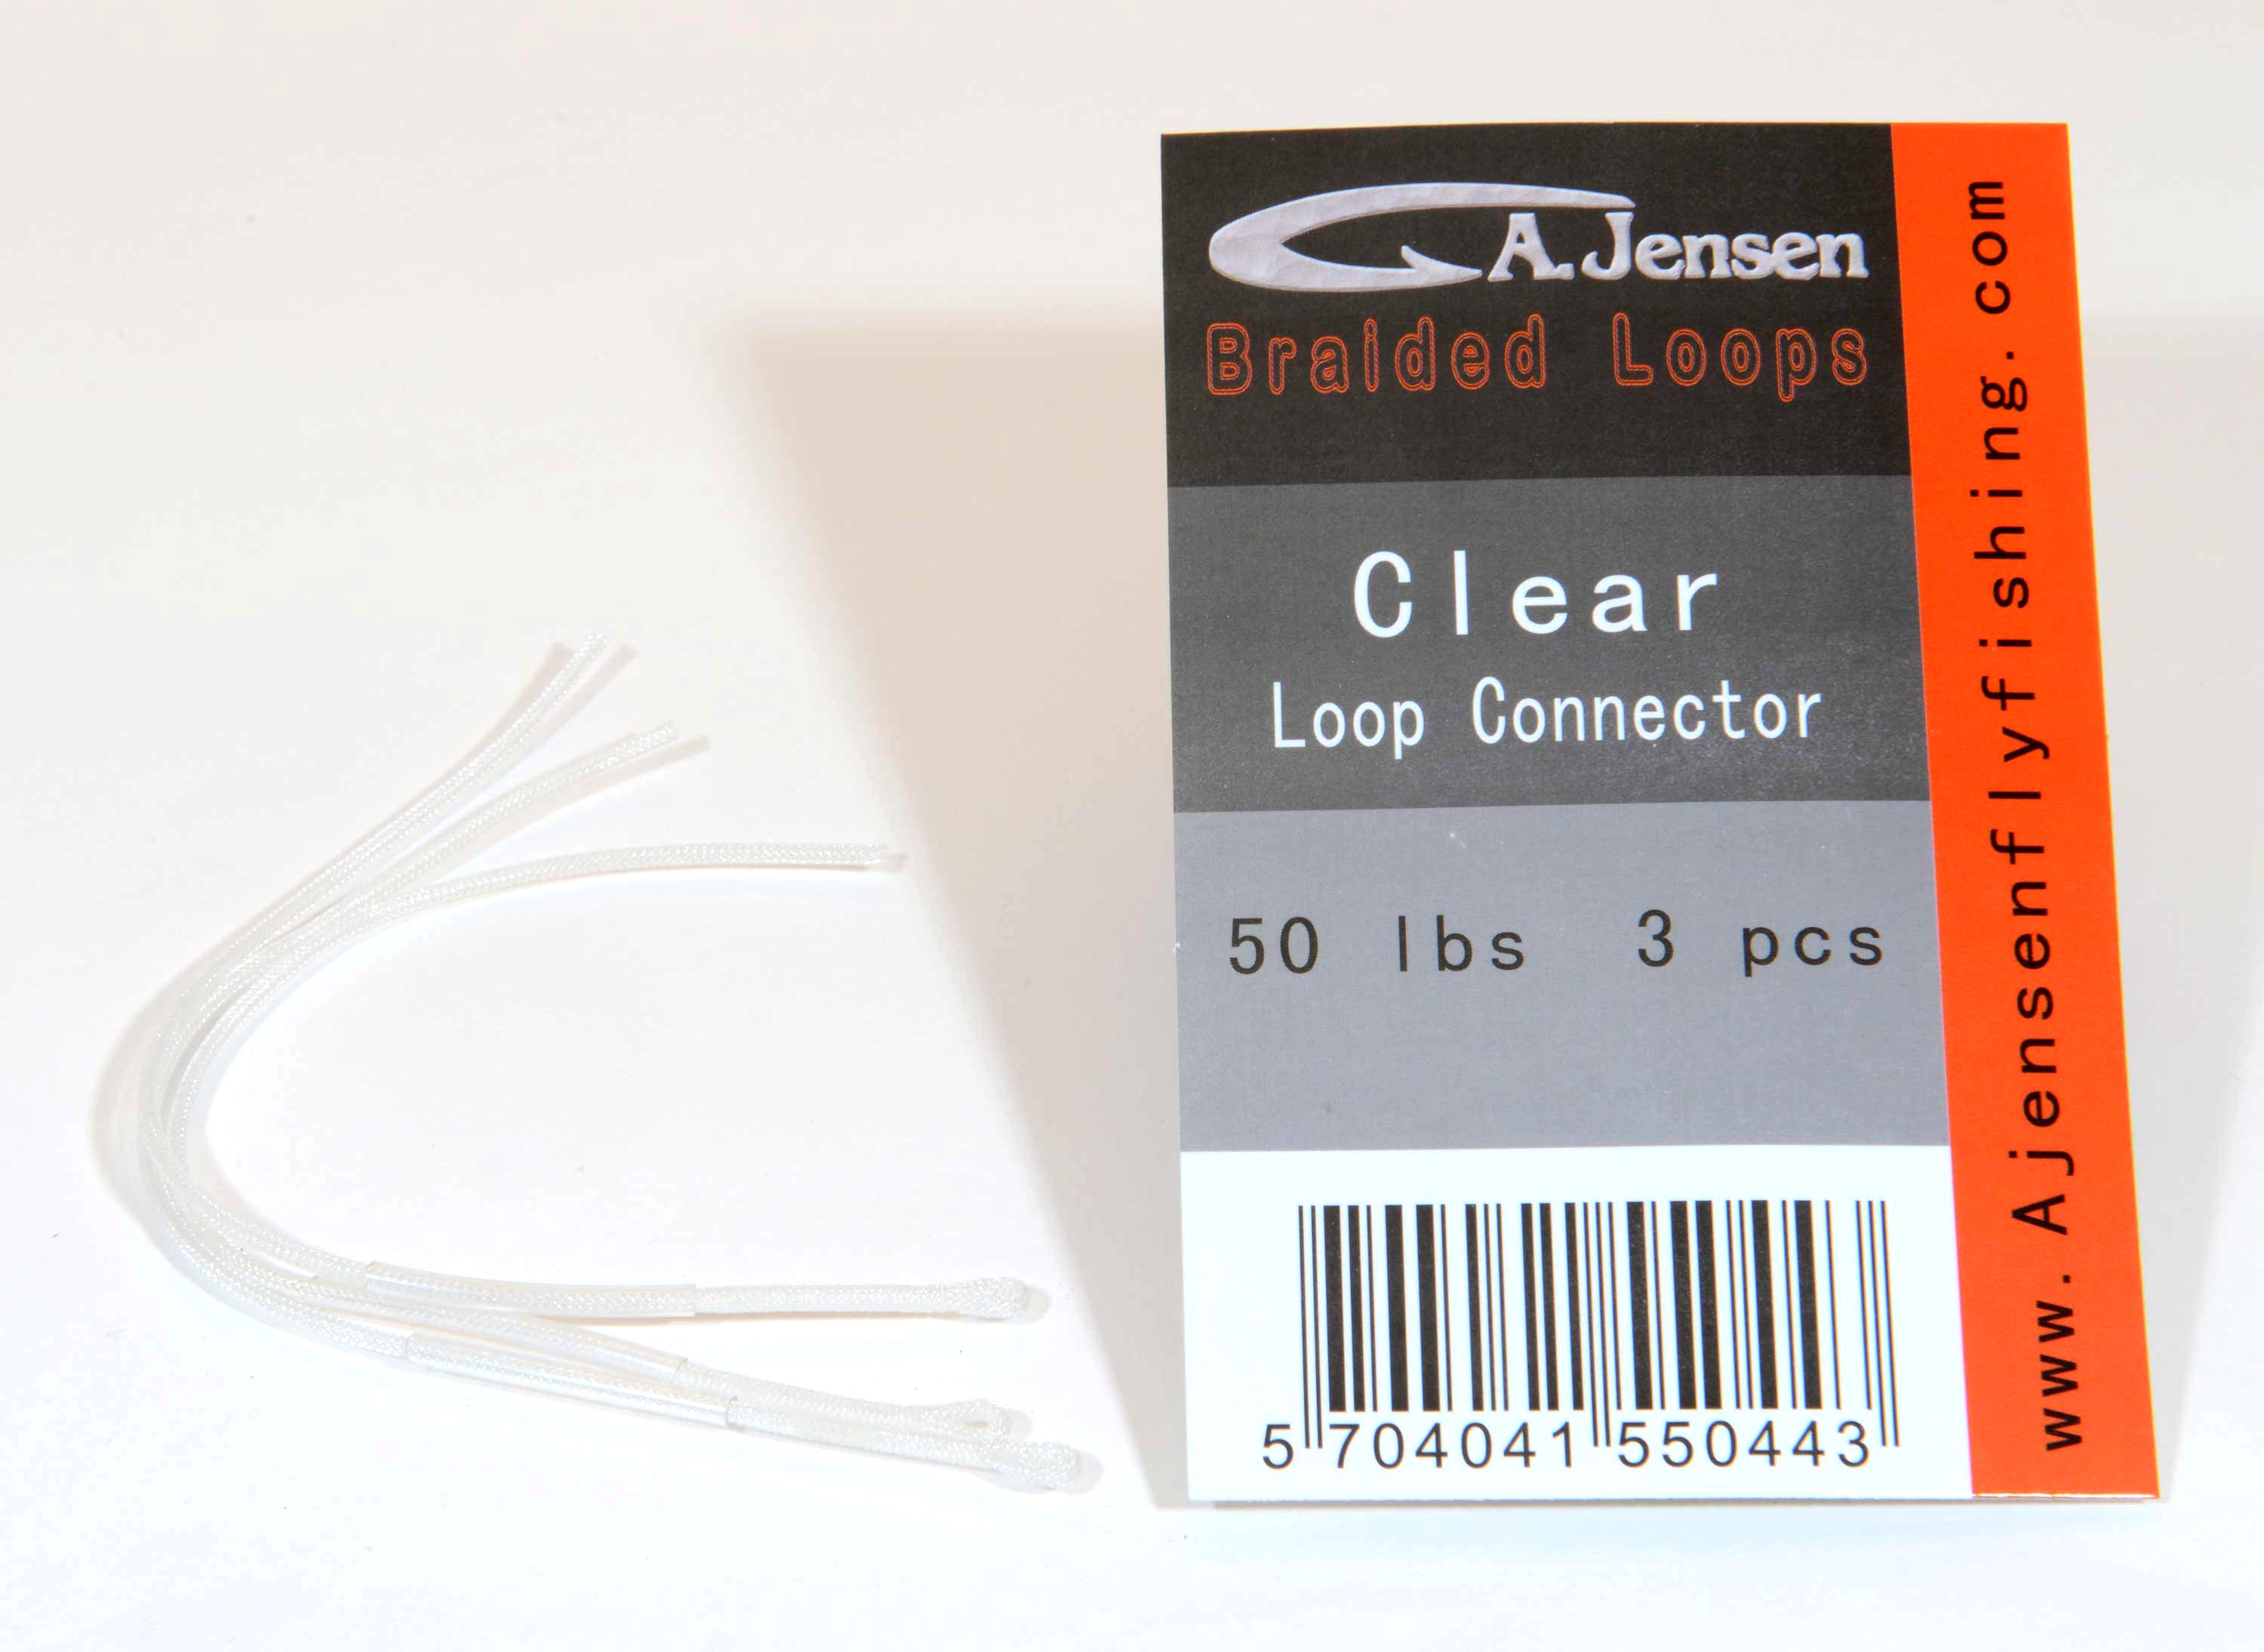 A.Jensen
Braided Loops
Clear
Loop Connector
50 lbs 3 pcs
5 704041 550443
www.Ajensenflyfishing.com